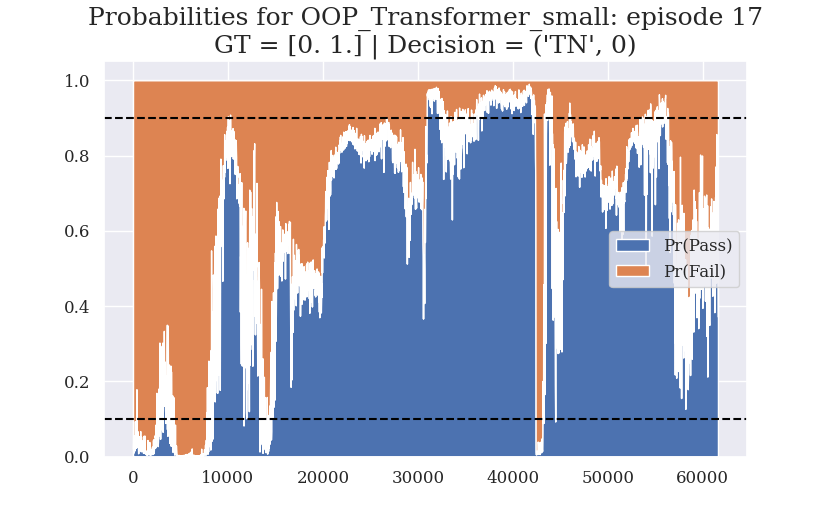 Probabilities for OOP_Transformer_small: episode 17
GT = [0. 1.] | Decision = ('TN', 0)
1.0
0.8
0.6
0.4
0.2
0.0
Pr(Pass)
Pr(Fail)
0 10000 20000 30000 40000 50000 60000